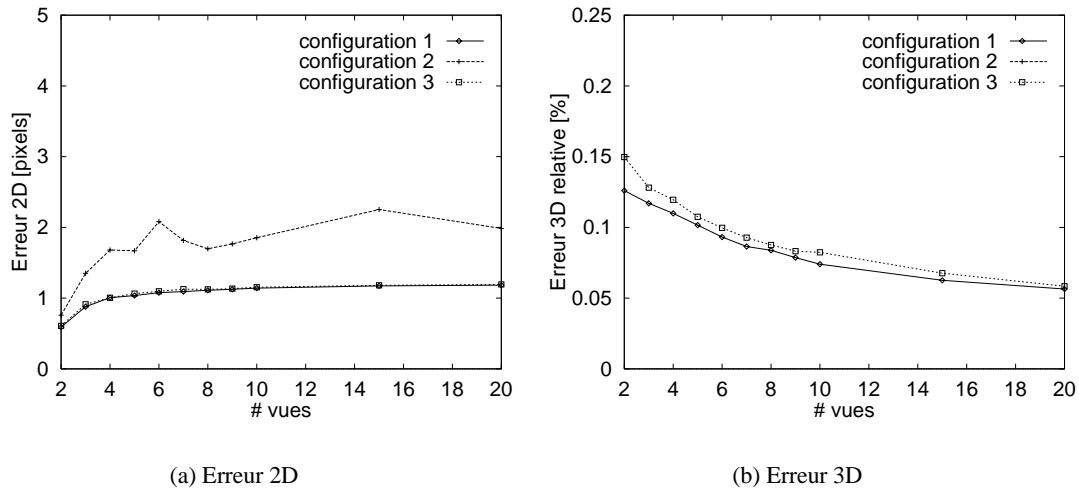 5
4
3
2
1
0
Erreur 2D [pixels]
configuration 1
configuration 2
configuration 3
2 4 6 8 10 12 14 16 18 20
# vues
(a) Erreur 2D
0.25
0.2
0.15
0.1
0.05
0
Erreur 3D relative [%]
configuration 1
configuration 2
configuration 3
2 4 6 8 10 12 14 16 18 20
# vues
(b) Erreur 3D